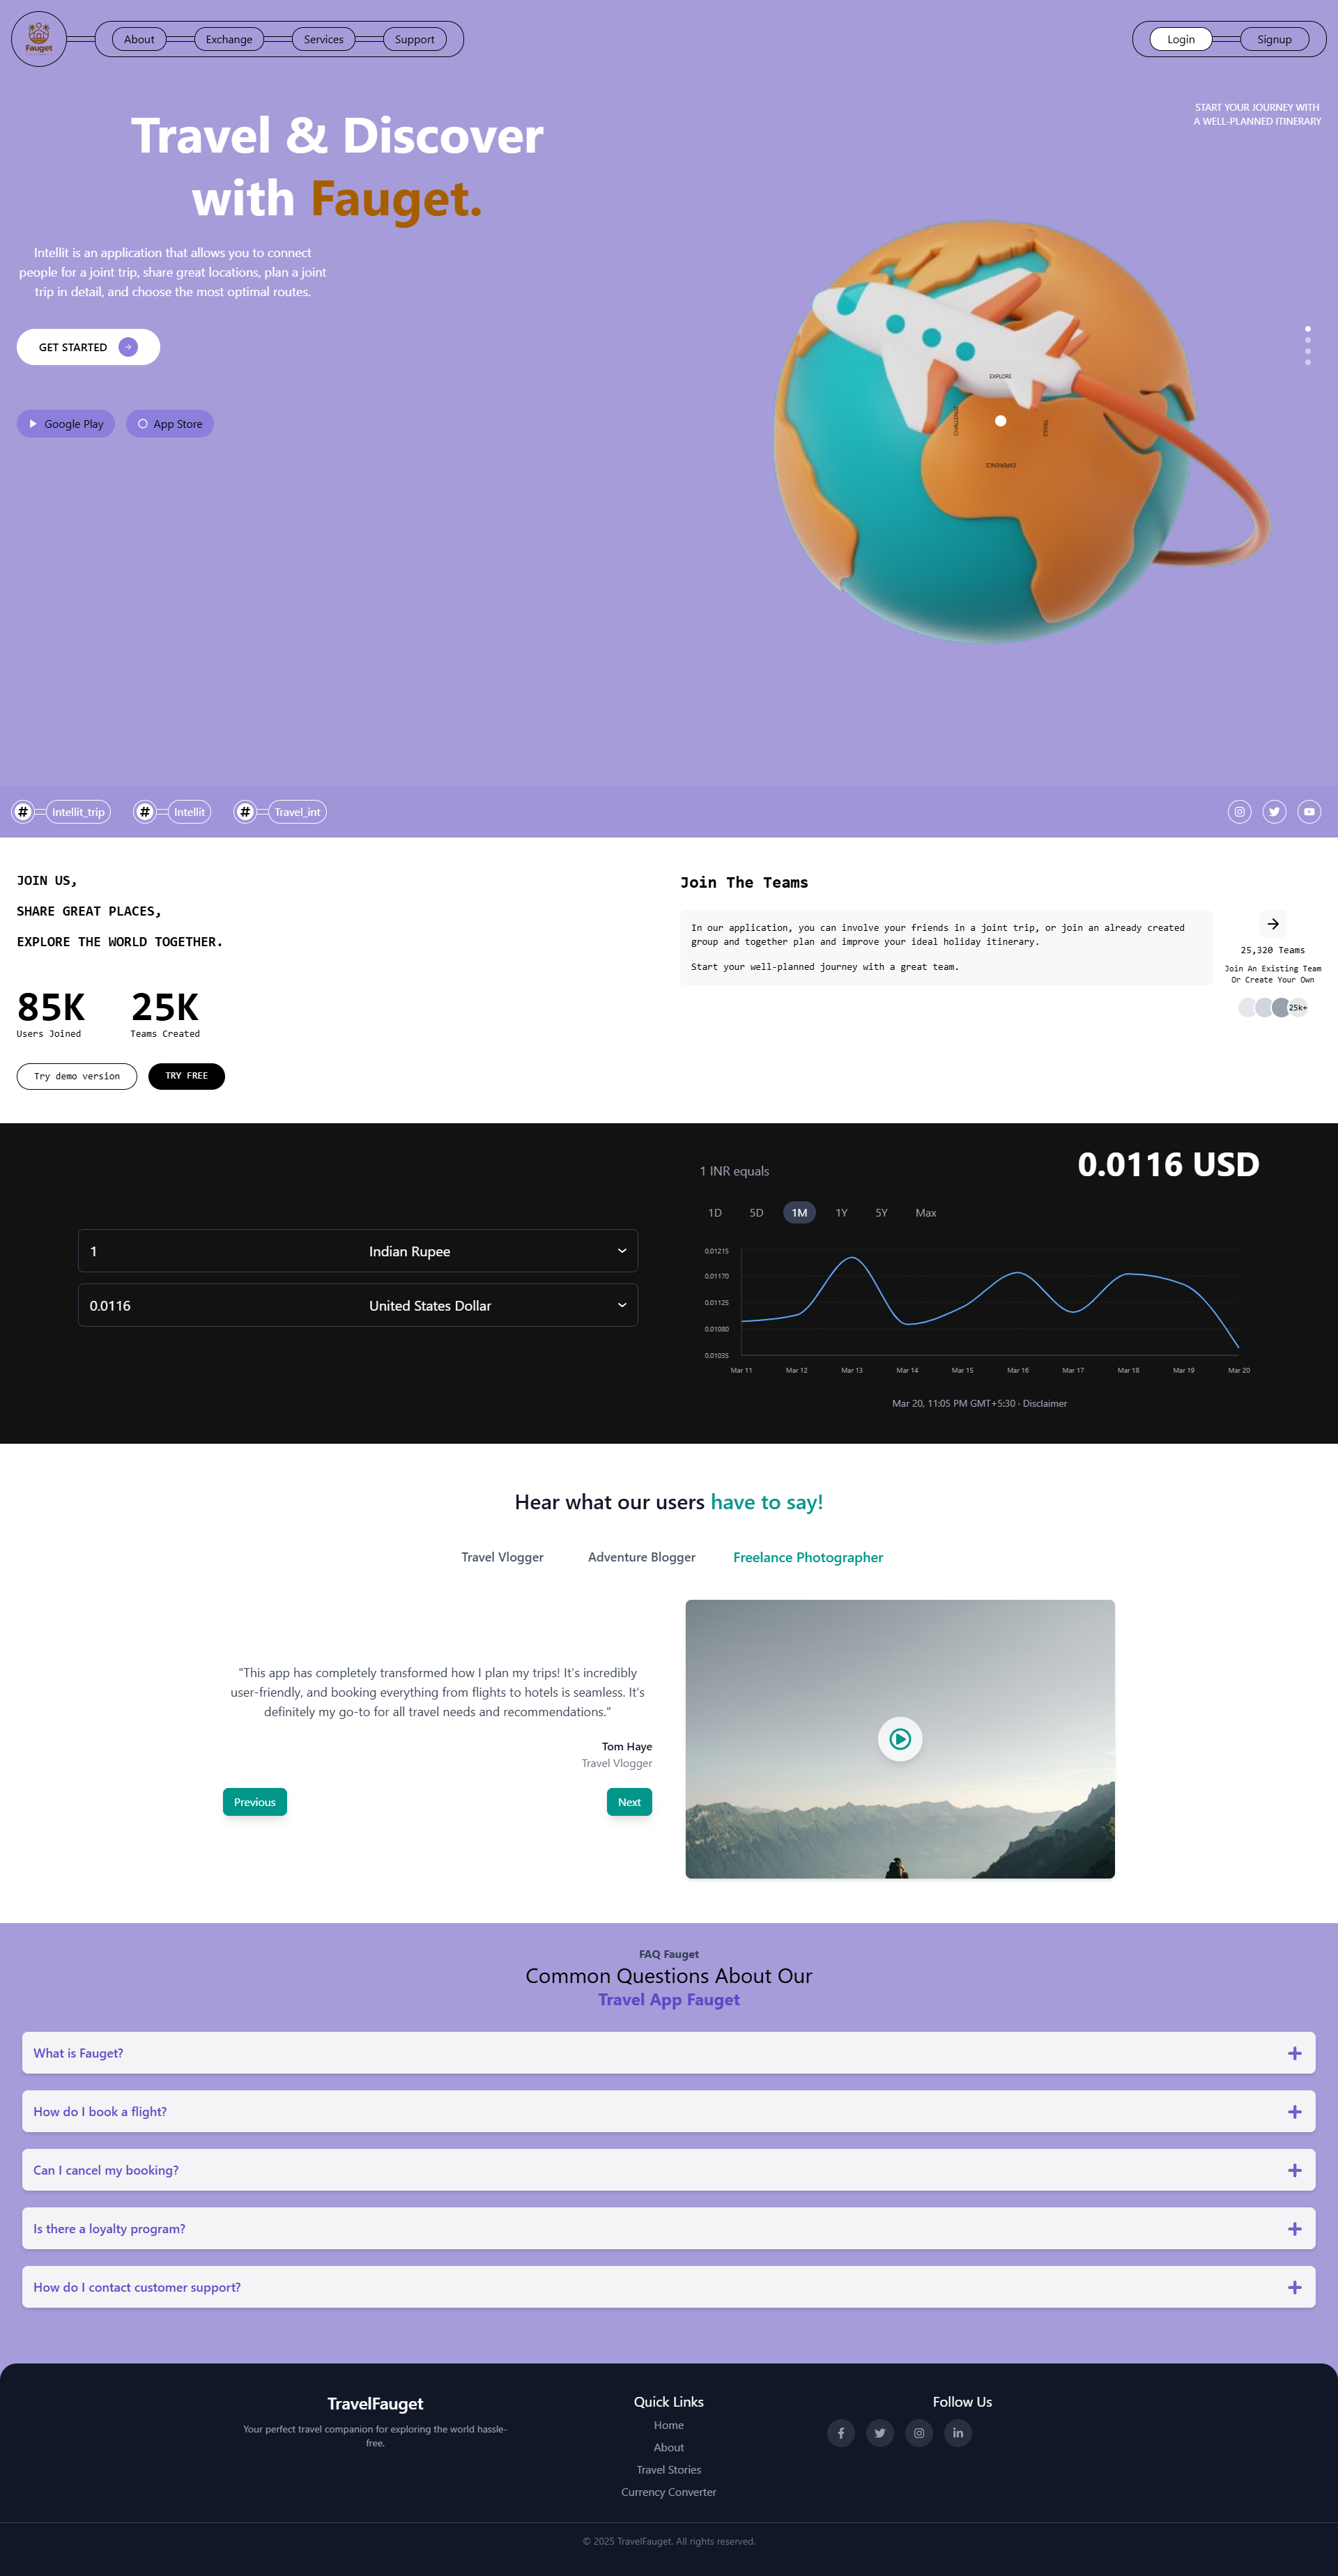 Fauget
About
Exchange
Services
Support
Login
Signup
START YOUR JOURNEY WITH
A WELL-PLANNED ITINERARY
Travel & Discover
with Fauget.
Intellit is an application that allows you to connect
people for a joint trip, share great locations, plan a joint
trip in detail, and choose the most optimal routes.
GET STARTED
Google Play
App Store
EXPLORE
CHALLENGE
TRAILS
EXPERIENCE
# Intellit_trip
# Intellit
# Travel_int
JOIN US,
SHARE GREAT PLACES,
EXPLORE THE WORLD TOGETHER.
85K
Users Joined
25K
Teams Created
Try demo version
TRY FREE
Join The Teams
In our application, you can involve your friends in a joint trip, or join an already created
group and together plan and improve your ideal holiday itinerary.
Start your well-planned journey with a great team.
25,320 Teams
Join An Existing Team
Or Create Your Own
25k+
1
Indian Rupee
0.0116
United States Dollar
1 INR equals
0.0116 USD
1D
5D
1M
1Y
5Y
Max
0.01215
0.01170
0.01125
0.01080
0.01035
Mar 11
Mar 12
Mar 13
Mar 14
Mar 15
Mar 16
Mar 17
Mar 18
Mar 19
Mar 20
Mar 20, 11:05 PM GMT+5:30 · Disclaimer
Hear what our users have to say!
Travel Vlogger
Adventure Blogger
Freelance Photographer
"This app has completely transformed how I plan my trips! It's incredibly
user-friendly, and booking everything from flights to hotels is seamless. It's
definitely my go-to for all travel needs and recommendations."
Tom Haye
Travel Vlogger
Previous
Next
FAQ Fauget
Common Questions About Our
Travel App Fauget
What is Fauget?
How do I book a flight?
Can I cancel my booking?
Is there a loyalty program?
How do I contact customer support?
TravelFauget
Your perfect travel companion for exploring the world hassle-
free.
Quick Links
Home
About
Travel Stories
Currency Converter
Follow Us
© 2025 TravelFauget. All rights reserved.